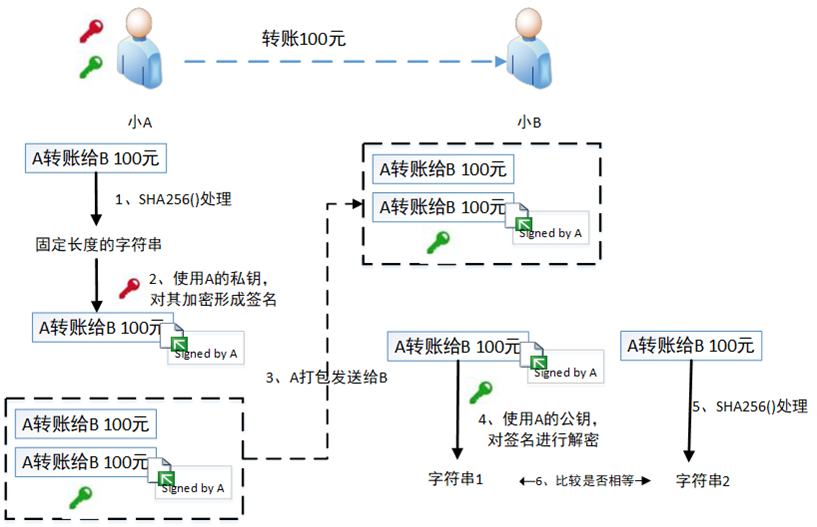 转账100元
小A
小B
A转账给B 100元
1、SHA256()处理
固定长度的字符串
2、使用A的私钥，
对其加密形成签名
A转账给B 100元
Signed by A
A转账给B 100元
A转账给B 100元
Signed by A
3、A打包发送给B
A转账给B 100元
A转账给B 100元
Signed by A
A转账给B 100元
Signed by A
4、使用A的公钥，
对签名进行解密
字符串1
A转账给B 100元
5、SHA256()处理
6、比较是否相等
字符串2